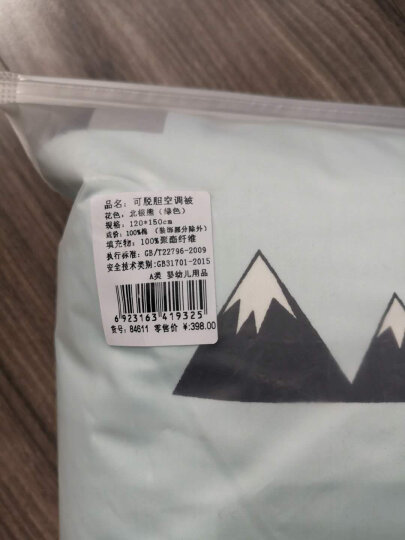 品名：可脱胆空调被
花色：北极熊（绿色）
规格：120*150cm
成份：100%棉（装饰部分除外）
填充物：100%聚酯纤维
执行标准：GB/T22796-2009
安全技术类别:GB31701-2015
A类 婴幼儿用品
6923163419325
货号：84611 零售价 ¥:398.00